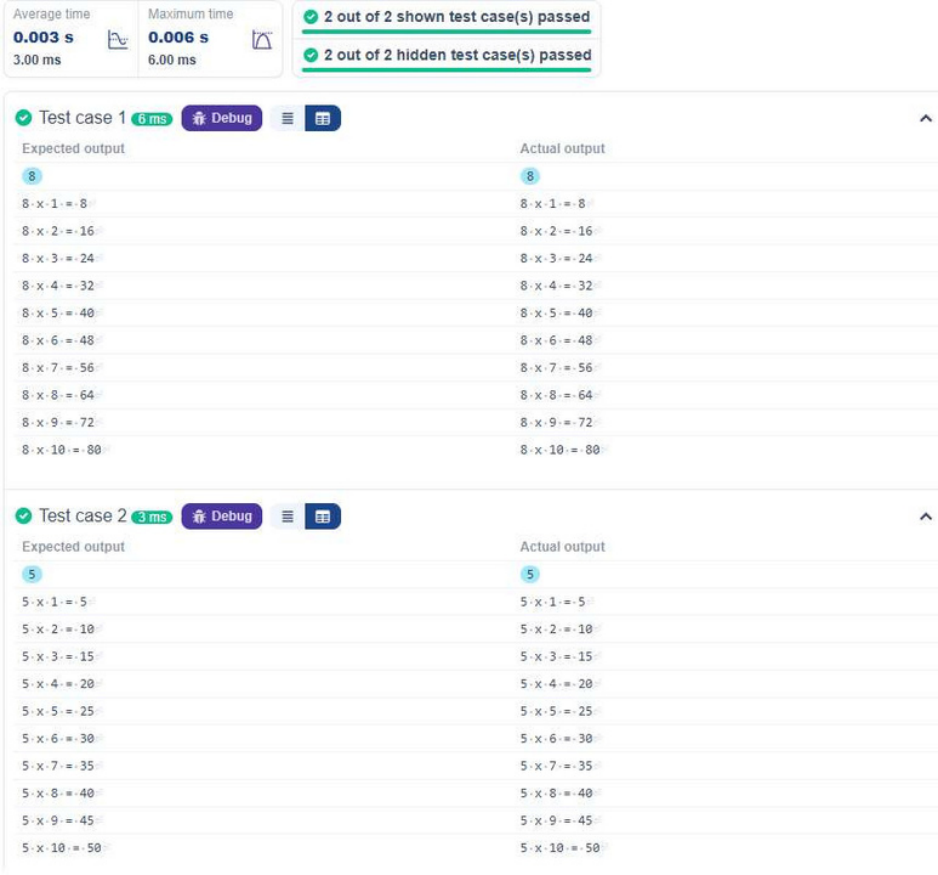 Average time
0.003 s
3.00 ms
Maximum time
0.006 s
6.00 ms
2 out of 2 shown test case(s) passed
2 out of 2 hidden test case(s) passed
Test case 1 6 ms Debug
Expected output Actual output
8 8
8·x·1·=·8 8·x·1·=·8
8·x·2·=·16 8·x·2·=·16
8·x·3·=·24 8·x·3·=·24
8·x·4·=·32 8·x·4·=·32
8·x·5·=·40 8·x·5·=·40
8·x·6·=·48 8·x·6·=·48
8·x·7·=·56 8·x·7·=·56
8·x·8·=·64 8·x·8·=·64
8·x·9·=·72 8·x·9·=·72
8·x·10·=·80 8·x·10·=·80
Test case 2 3 ms Debug
Expected output Actual output
5 5
5·x·1·=·5 5·x·1·=·5
5·x·2·=·10 5·x·2·=·10
5·x·3·=·15 5·x·3·=·15
5·x·4·=·20 5·x·4·=·20
5·x·5·=·25 5·x·5·=·25
5·x·6·=·30 5·x·6·=·30
5·x·7·=·35 5·x·7·=·35
5·x·8·=·40 5·x·8·=·40
5·x·9·=·45 5·x·9·=·45
5·x·10·=·50 5·x·10·=·50